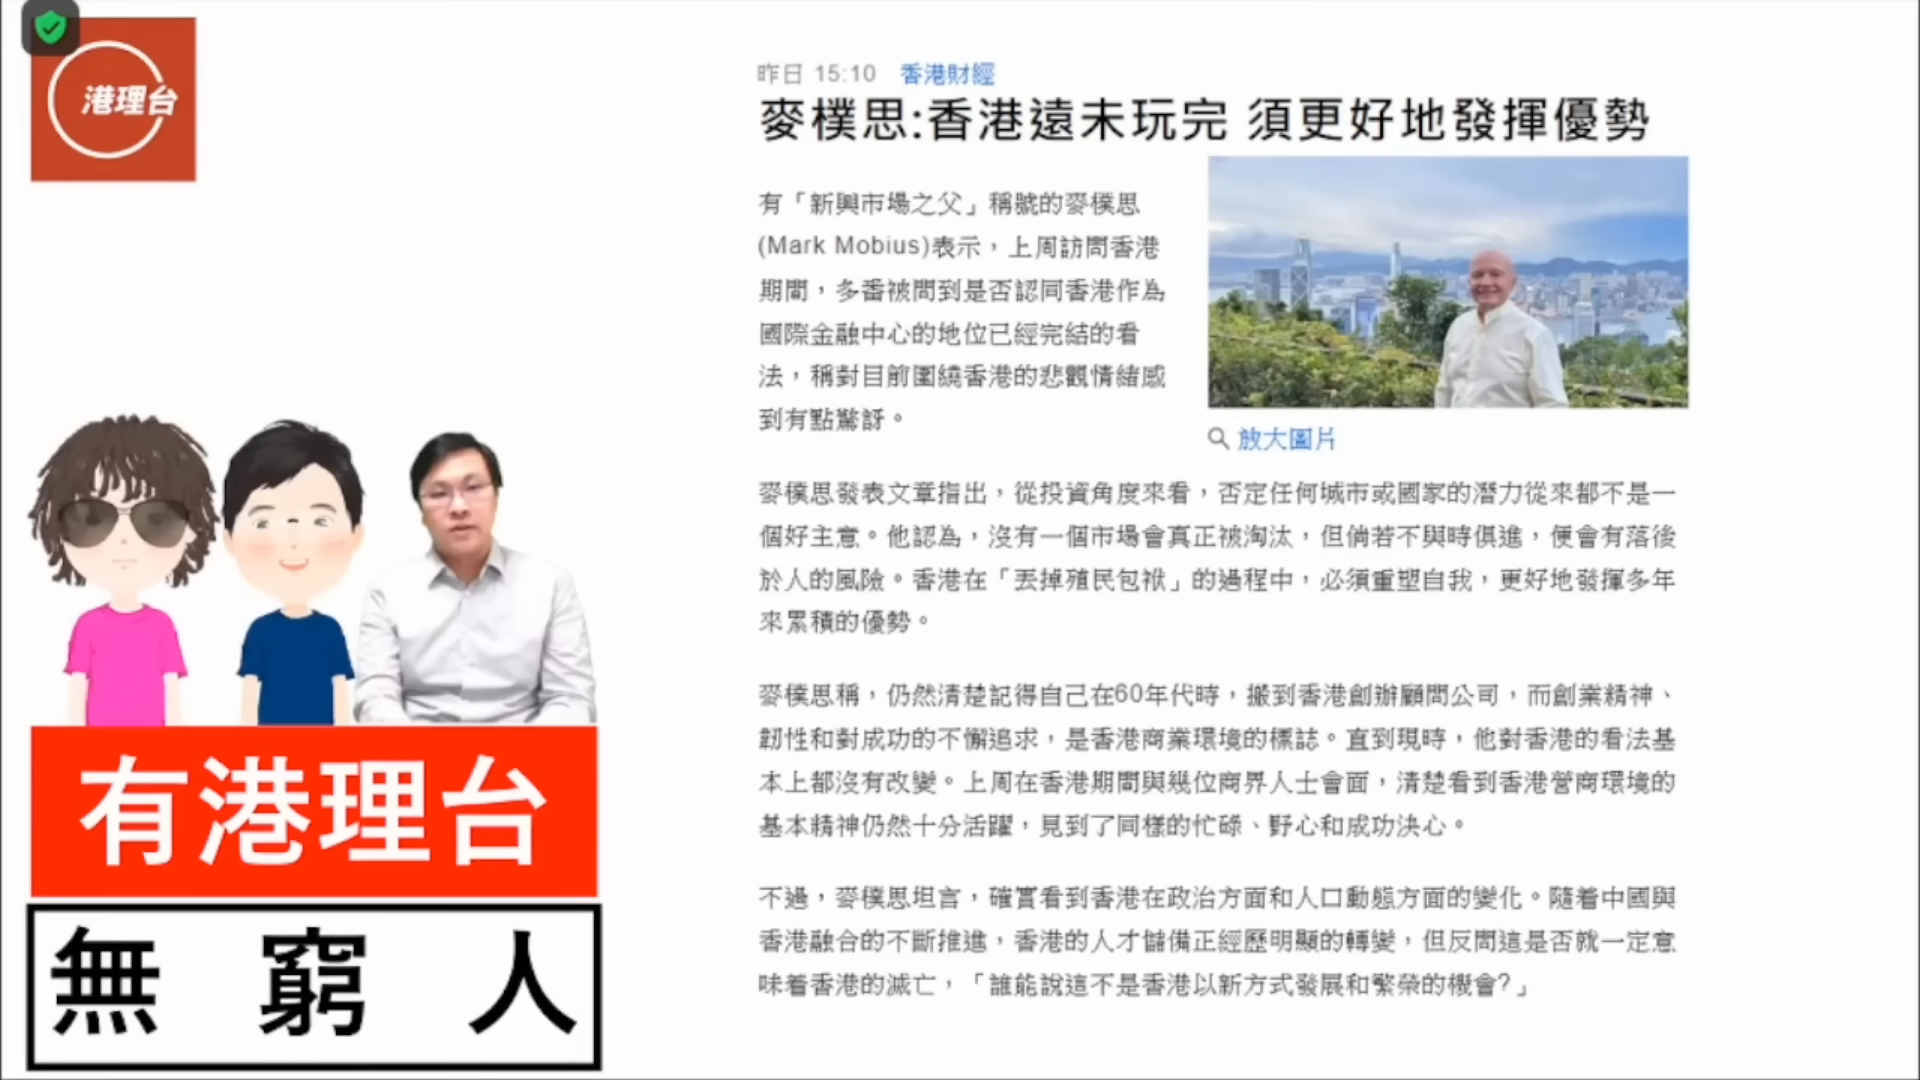 港理台
昨日 15:10 香港財經
麥樸思:香港遠未玩完 須更好地發揮優勢
有「新興市場之父」稱號的麥樸思
(Mark Mobius)表示，上周訪問香港
期間，多番被問到是否認同香港作為
國際金融中心的地位已經完結的看
法，稱對目前圍繞香港的悲觀情緒感
到有點驚訝。
放大圖片
麥樸思發表文章指出，從投資角度來看，否定任何城市或國家的潛力從來都不是一
個好主意。他認為，沒有一個市場會真正被淘汰，但倘若不與時俱進，便會有落後
於人的風險。香港在「丟掉殖民包袱」的過程中，必須重塑自我，更好地發揮多年
來累積的優勢。
麥樸思稱，仍然清楚記得自己在60年代時，搬到香港創辦顧問公司，而創業精神、
韌性和對成功的不懈追求，是香港商業環境的標誌。直到現時，他對香港的看法基
本上都沒有改變。上周在香港期間與幾位商界人士會面，清楚看到香港營商環境的
基本精神仍然十分活躍，見到了同樣的忙碌、野心和成功決心。
不過，麥樸思坦言，確實看到香港在政治方面和人口動態方面的變化。隨着中國與
香港融合的不斷推進，香港的人才儲備正經歷明顯的轉變，但反問這是否就一定意
味着香港的滅亡，「誰能說這不是香港以新方式發展和繁榮的機會?」
有港理台
無窮人